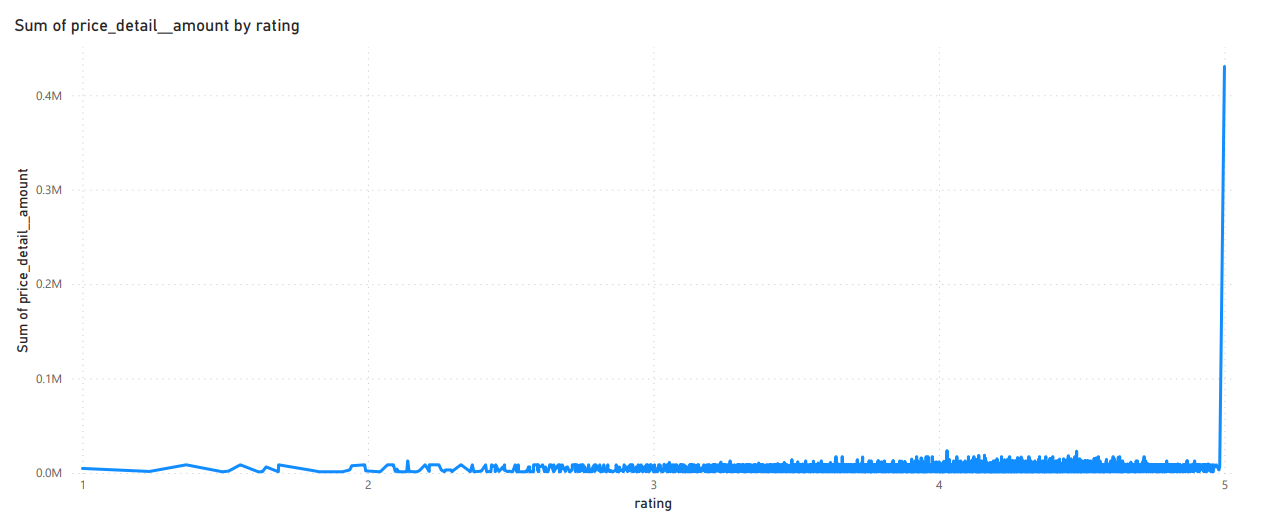 Sum of price_detail__amount by rating
Sum of price_detail__amount
0.4M
0.3M
0.2M
0.1M
0.0M
1
2
3
4
5
rating